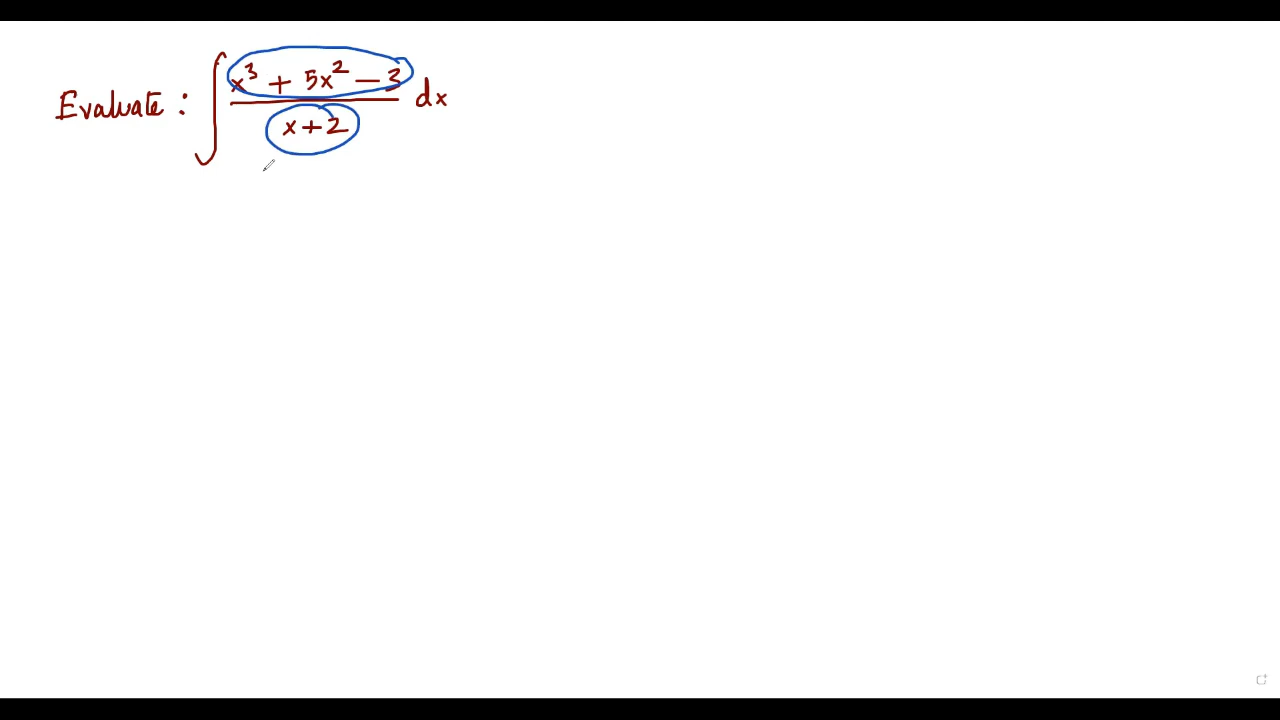 Evaluate : ∫ (x³ + 5x² − 3)/(x + 2) dx